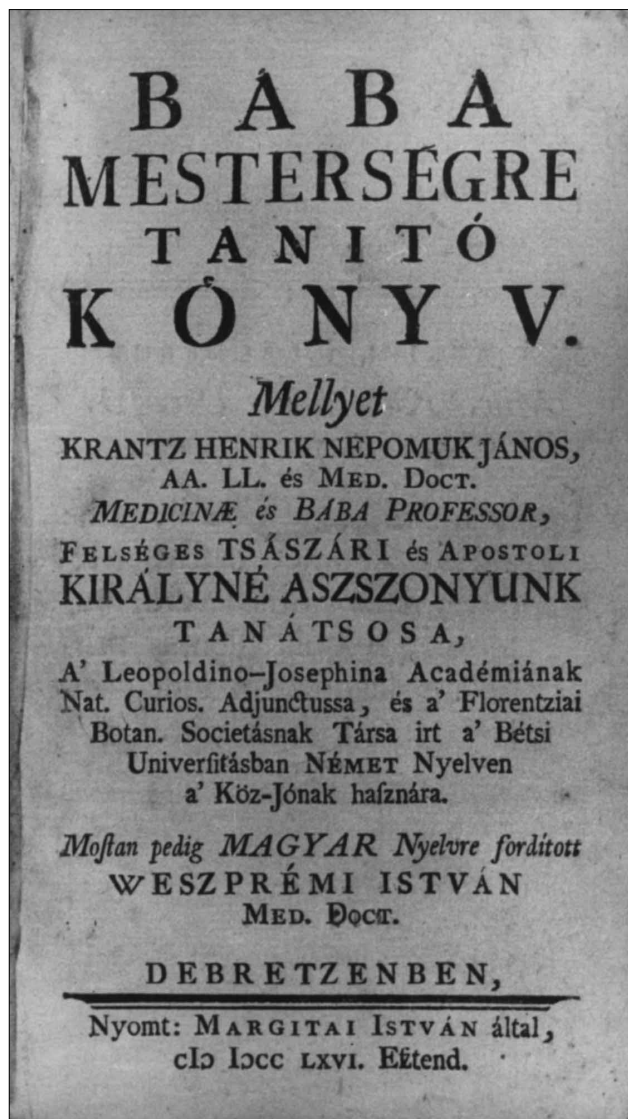 BÁBA
MESTERSÉGRE
TANITÓ
KÖNYV.
Mellyet
KRANTZ HENRIK NEPOMUK JÁNOS,
AA. LL. és MED. DOCT.
MEDICINÆ és BÁBA PROFESSOR,
FELSÉGES TSÁSZÁRI és APOSTOLI
KIRÁLYNÉ ASZSZONYUNK
TANÁTSOSA,
A' Leopoldino-Josephina Académiának
Nat. Curios. Adjunctussa, és a' Florentziai
Botan. Societásnak Társa irt a' Bétsi
Univerſitásban NÉMET Nyelven
a' Köz-Jónak haſznára.
Moſtan pedig MAGYAR Nyelvre fordított
WESZPRÉMI ISTVÁN
MED. DOCT.
DEBRETZENBEN,
Nyomt: MARGITAI ISTVÁN által,
cIↄ Iↄcc LXVI. Eſztend.